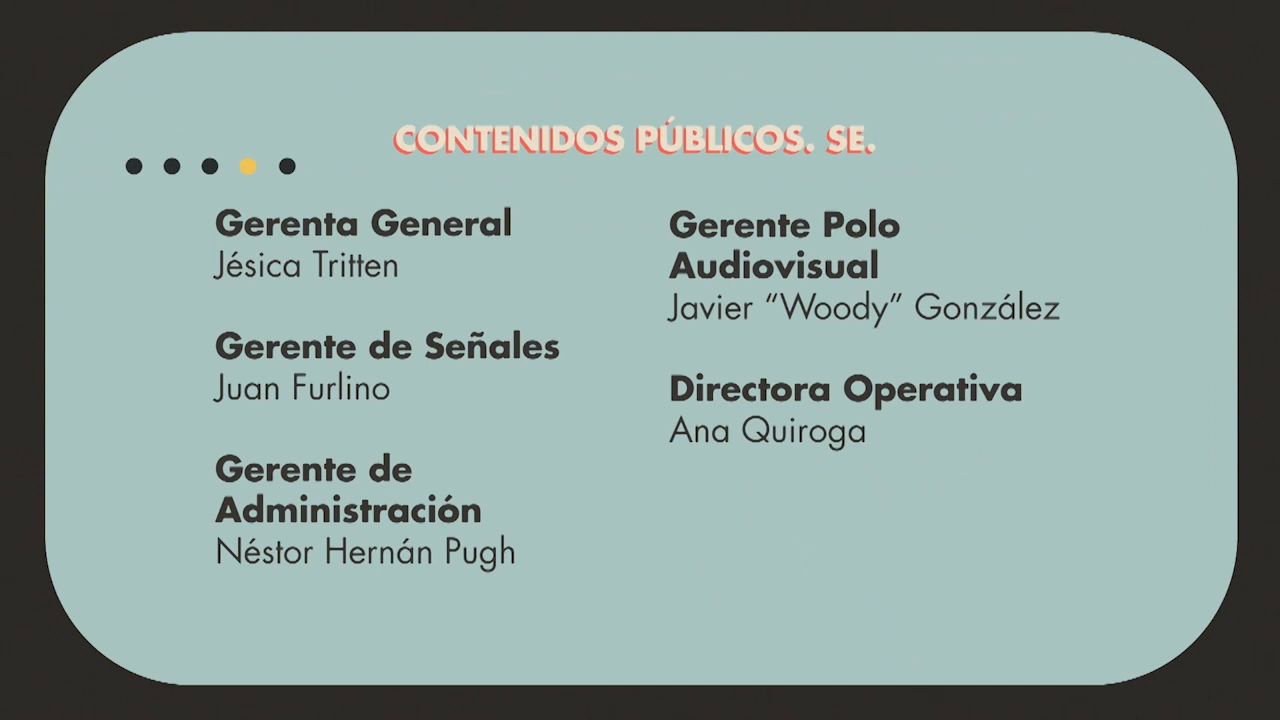 CONTENIDOS PÚBLICOS. SE.
Gerenta General
Jésica Tritten
Gerente de Señales
Juan Furlino
Gerente de
Administración
Néstor Hernán Pugh
Gerente Polo
Audiovisual
Javier “Woody” González
Directora Operativa
Ana Quiroga